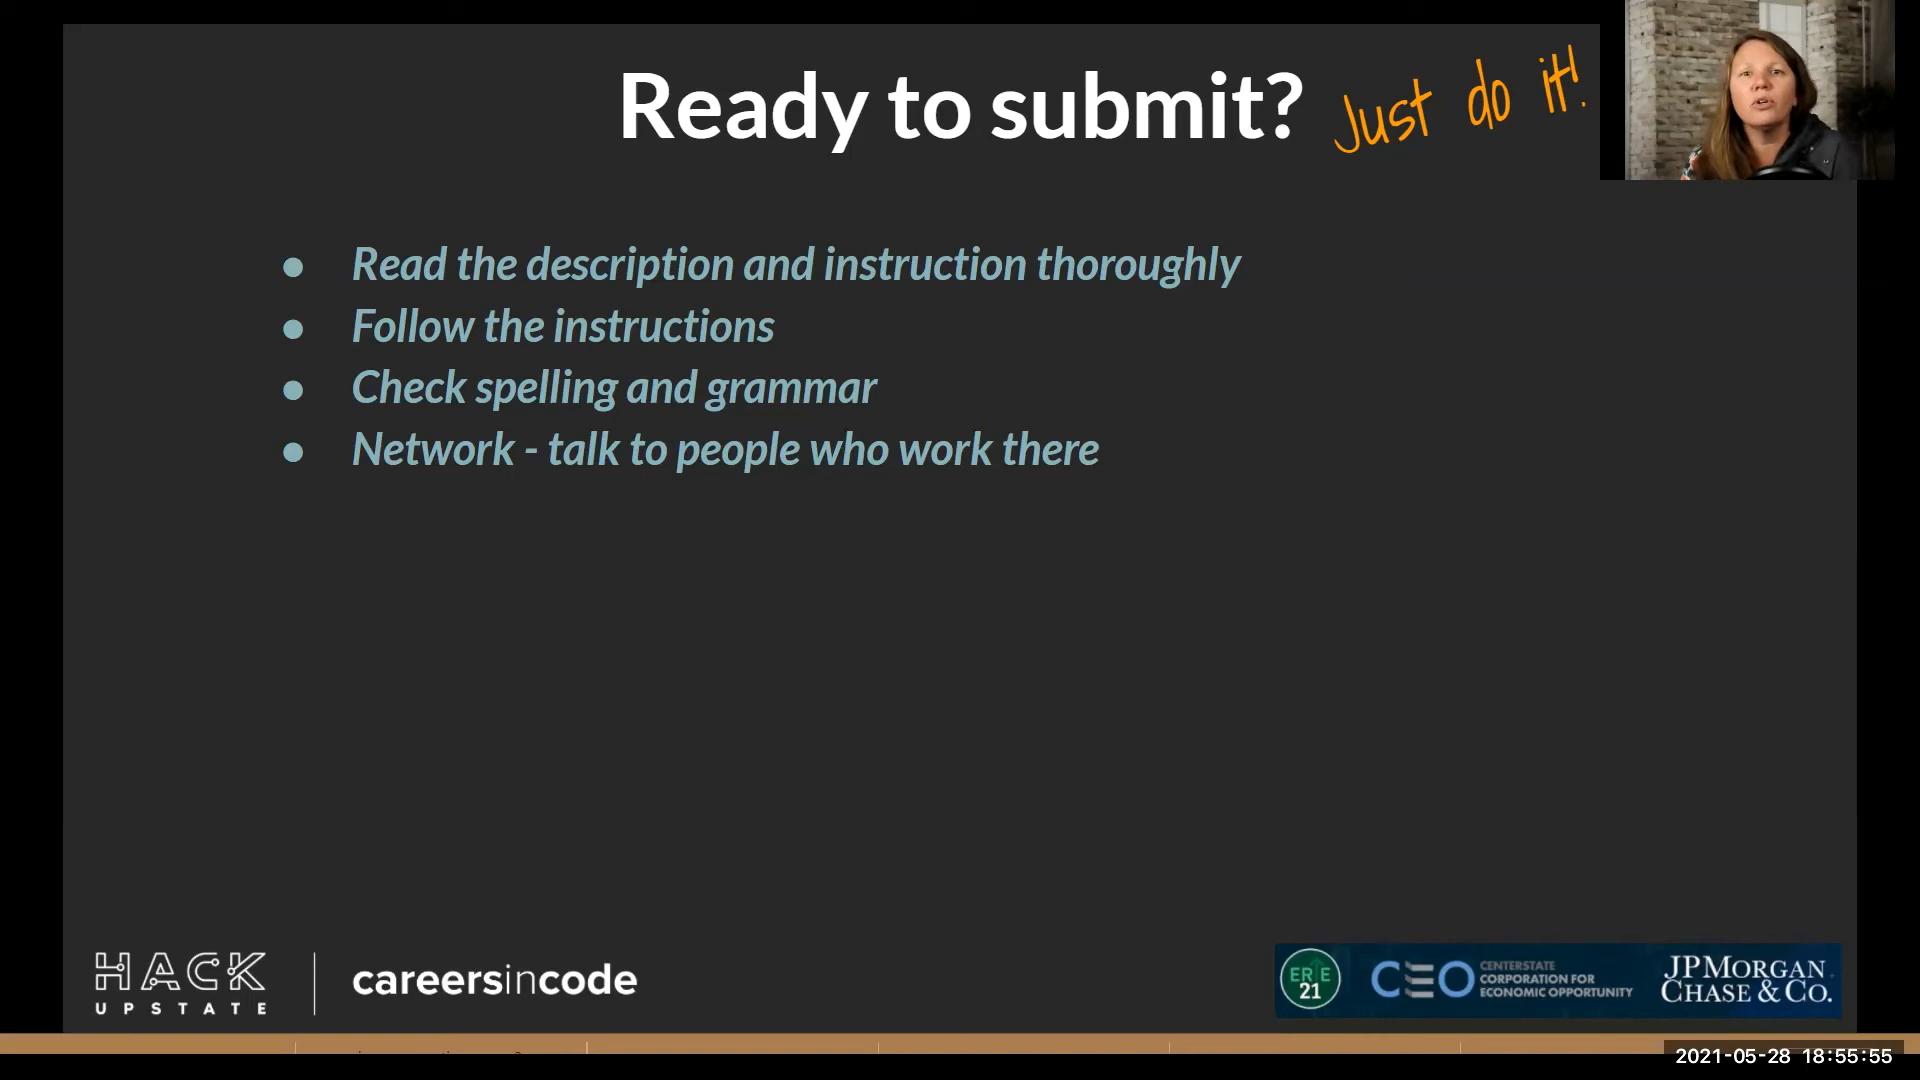 Ready to submit? Just do it!
● Read the description and instruction thoroughly
● Follow the instructions
● Check spelling and grammar
● Network - talk to people who work there
HACK
UPSTATE
careersincode
ERIE
21
CEO
CENTERSTATE
CORPORATION FOR
ECONOMIC OPPORTUNITY
JPMORGAN
CHASE & CO.
2021-05-28 18:55:55